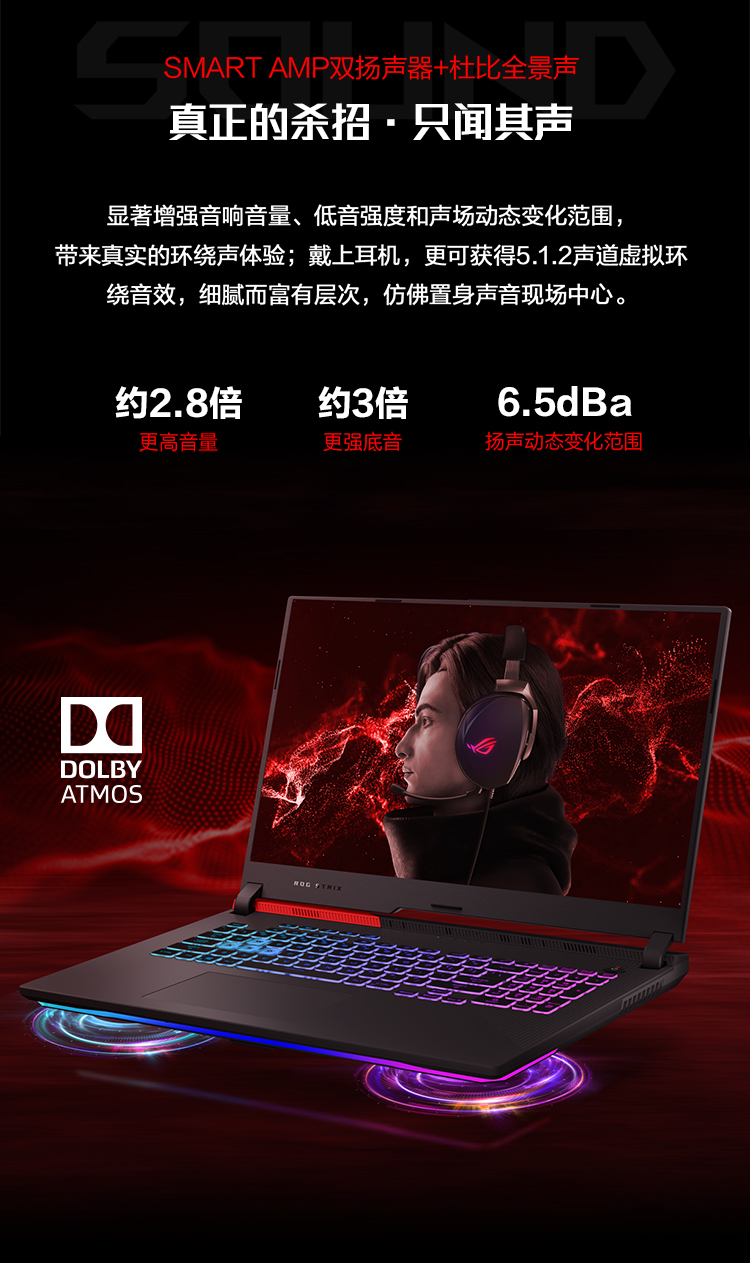 SOUND
SMART AMP双扬声器+杜比全景声
真正的杀招·只闻其声
显著增强音响音量、低音强度和声场动态变化范围，
带来真实的环绕声体验；戴上耳机，更可获得5.1.2声道虚拟环
绕音效，细腻而富有层次，仿佛置身声音现场中心。
约2.8倍 约3倍 6.5dBa
更高音量 更强底音 扬声动态变化范围
DOLBY
ATMOS
ROG STRIX